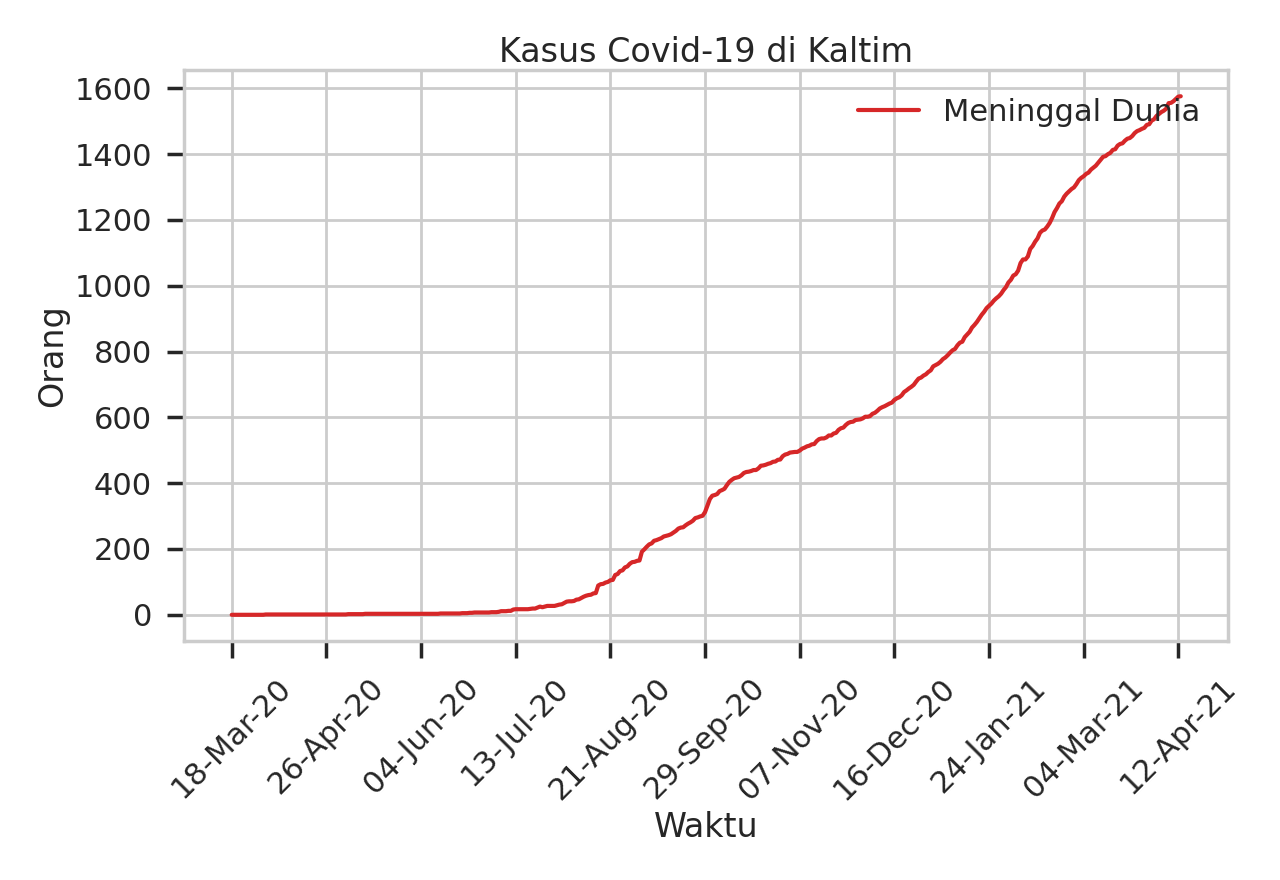 Kasus Covid-19 di Kaltim
Meninggal Dunia
Orang
1600
1400
1200
1000
800
600
400
200
0
18-Mar-20
26-Apr-20
04-Jun-20
13-Jul-20
21-Aug-20
29-Sep-20
07-Nov-20
16-Dec-20
24-Jan-21
04-Mar-21
12-Apr-21
Waktu